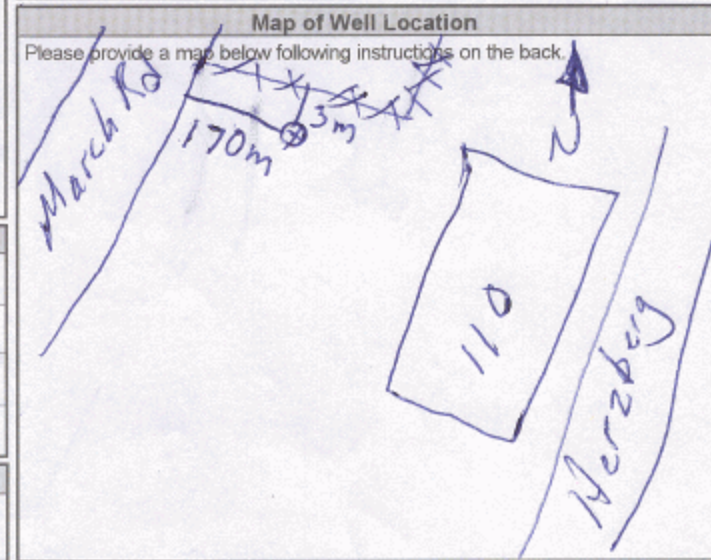 Map of Well Location
Please provide a map below following instructions on the back.
March Rd
170m
3m
N
110
Herzberg